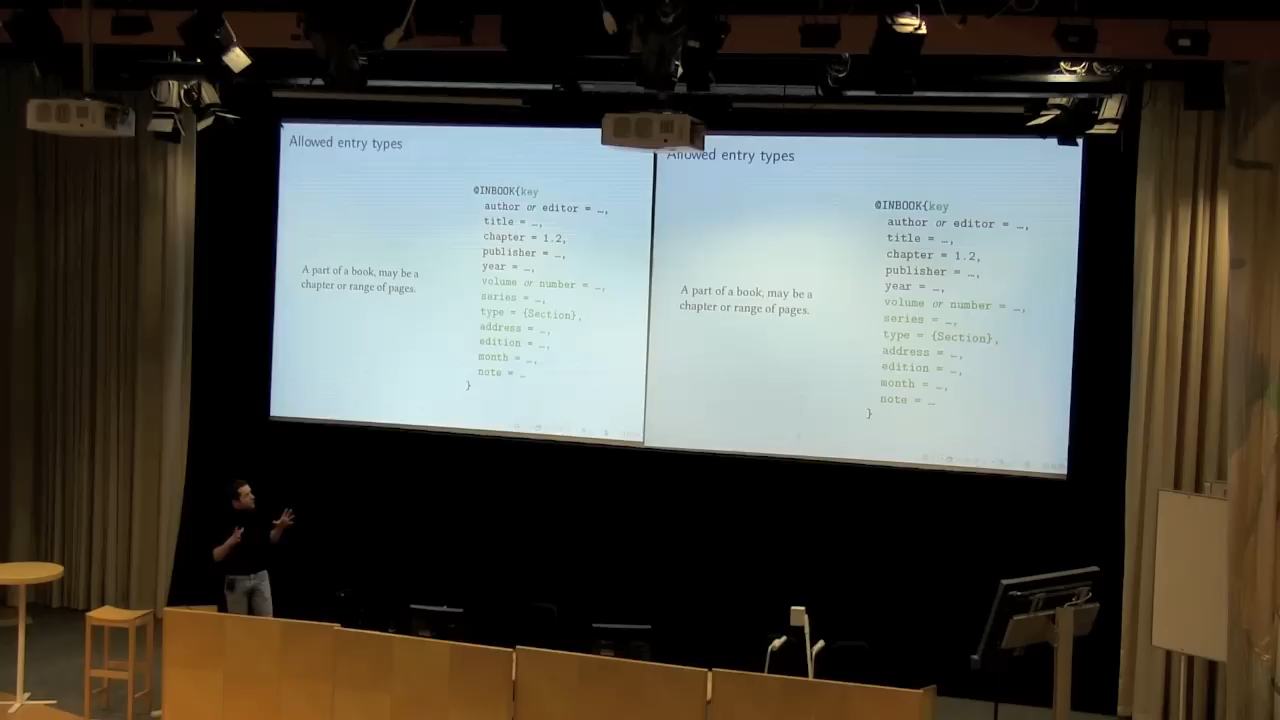 Allowed entry types
@INBOOK{key
author or editor = …,
title = …,
chapter = 1.2,
publisher = …,
year = …,
volume or number = …,
series = …,
type = {Section},
address = …,
edition = …,
month = …,
note = …
}
A part of a book, may be a
chapter or range of pages.
Allowed entry types
@INBOOK{key
author or editor = …,
title = …,
chapter = 1.2,
publisher = …,
year = …,
volume or number = …,
series = …,
type = {Section},
address = …,
edition = …,
month = …,
note = …
}
A part of a book, may be a
chapter or range of pages.